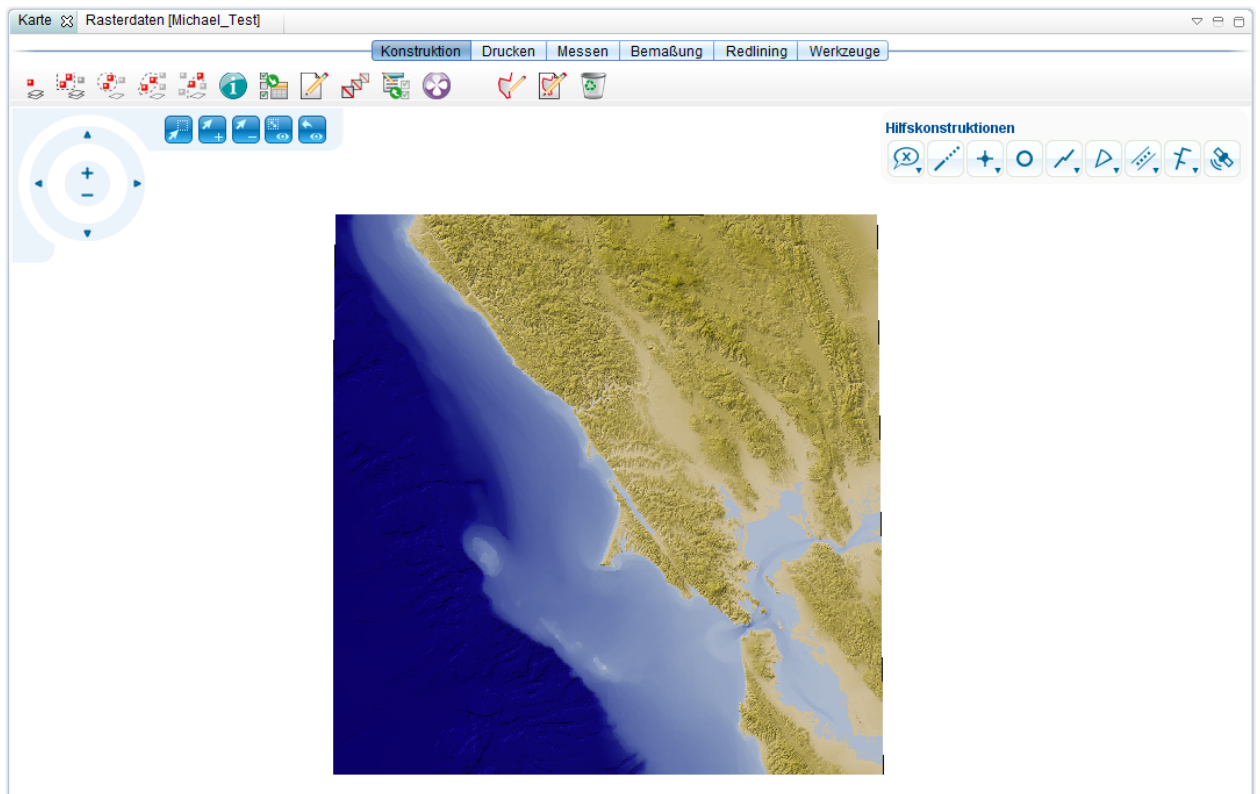 Karte Rasterdaten [Michael_Test]
Konstruktion Drucken Messen Bemaßung Redlining Werkzeuge
Hilfskonstruktionen